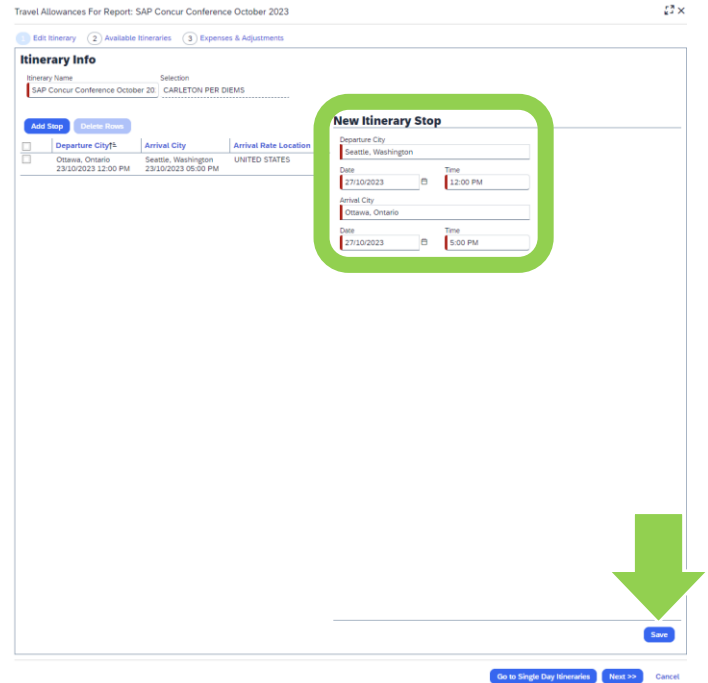 Travel Allowances For Report: SAP Concur Conference October 2023
1 Edit Itinerary 2 Available Itineraries 3 Expenses & Adjustments
Itinerary Info
Itinerary Name Selection
SAP Concur Conference October 20 CARLETON PER DIEMS
Add Stop Delete Rows
Departure City Arrival City Arrival Rate Location
Ottawa, Ontario Seattle, Washington UNITED STATES
23/10/2023 12:00 PM 23/10/2023 05:00 PM
New Itinerary Stop
Departure City
Seattle, Washington
Date Time
27/10/2023 12:00 PM
Arrival City
Ottawa, Ontario
Date Time
27/10/2023 5:00 PM
Save
Go to Single Day Itineraries Next >> Cancel